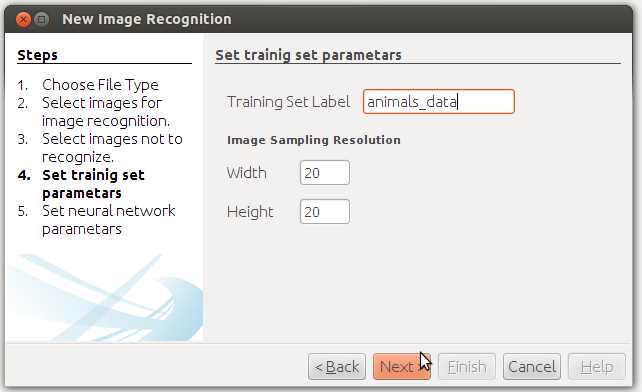 New Image Recognition
Steps
1. Choose File Type
2. Select images for
image recognition.
3. Select images not to
recognize.
4. Set trainig set
parametars
5. Set neural network
parametars
Set trainig set parametars
Training Set Label animals_data
Image Sampling Resolution
Width 20
Height 20
< Back Next > Finish Cancel Help